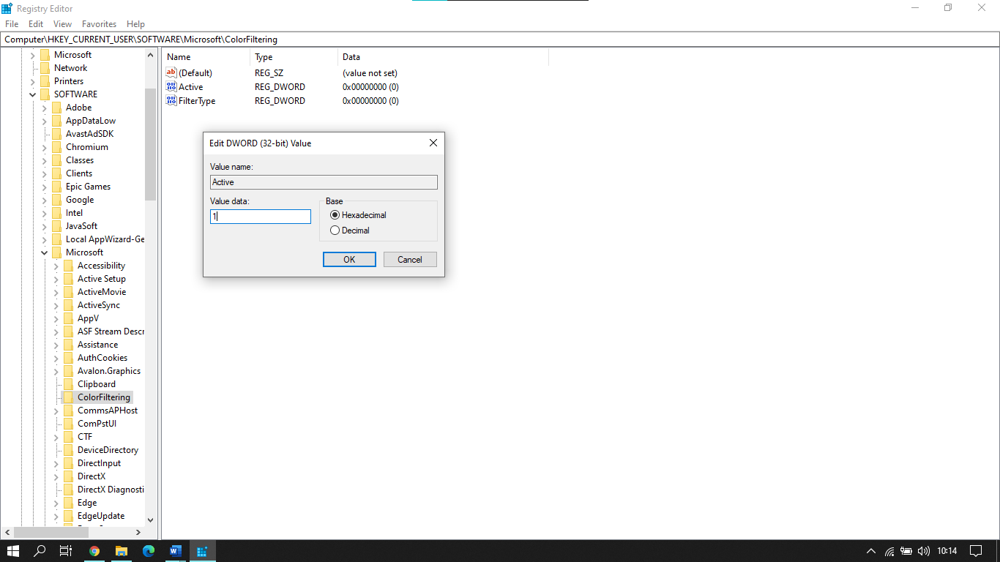 Registry Editor
File Edit View Favorites Help
Computer\HKEY_CURRENT_USER\SOFTWARE\Microsoft\ColorFiltering
Microsoft
Network
Printers
SOFTWARE
Adobe
AppDataLow
AvastAdSDK
Chromium
Classes
Clients
Epic Games
Google
Intel
JavaSoft
Local AppWizard-Ge
Microsoft
Accessibility
Active Setup
ActiveMovie
ActiveSync
AppV
ASF Stream Descr
Assistance
AuthCookies
Avalon.Graphics
Clipboard
ColorFiltering
CommsAPHost
ComPstUI
CTF
DeviceDirectory
DirectInput
DirectX
DirectX Diagnosti
Edge
EdgeUpdate
Name Type Data
(Default) REG_SZ (value not set)
Active REG_DWORD 0x00000000 (0)
FilterType REG_DWORD 0x00000000 (0)
Edit DWORD (32-bit) Value
Value name:
Active
Value data:
1
Base
Hexadecimal
Decimal
OK Cancel
10:14